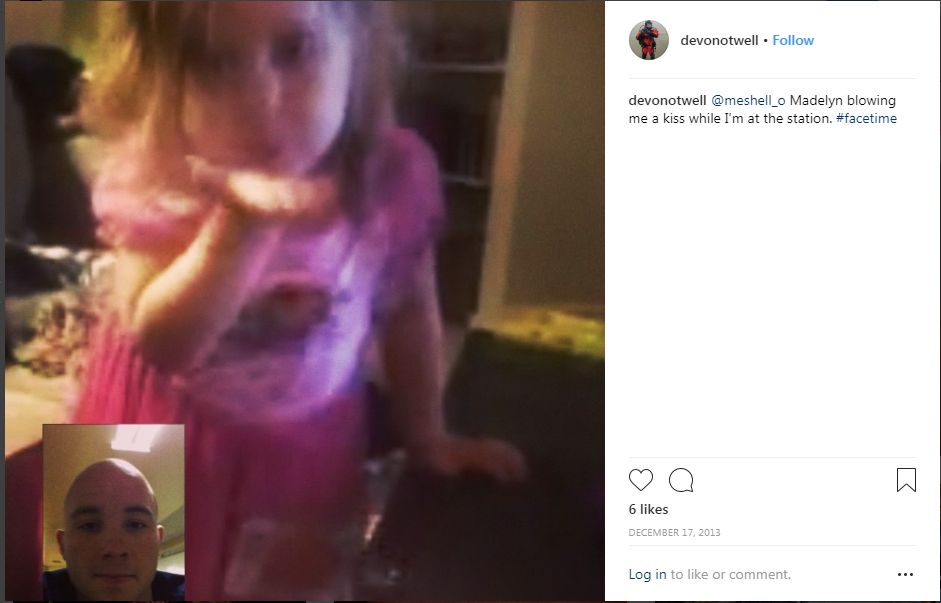 devonotwell • Follow
devonotwell @meshell_o Madelyn blowing
me a kiss while I'm at the station. #facetime
6 likes
DECEMBER 17, 2013
Log in to like or comment.